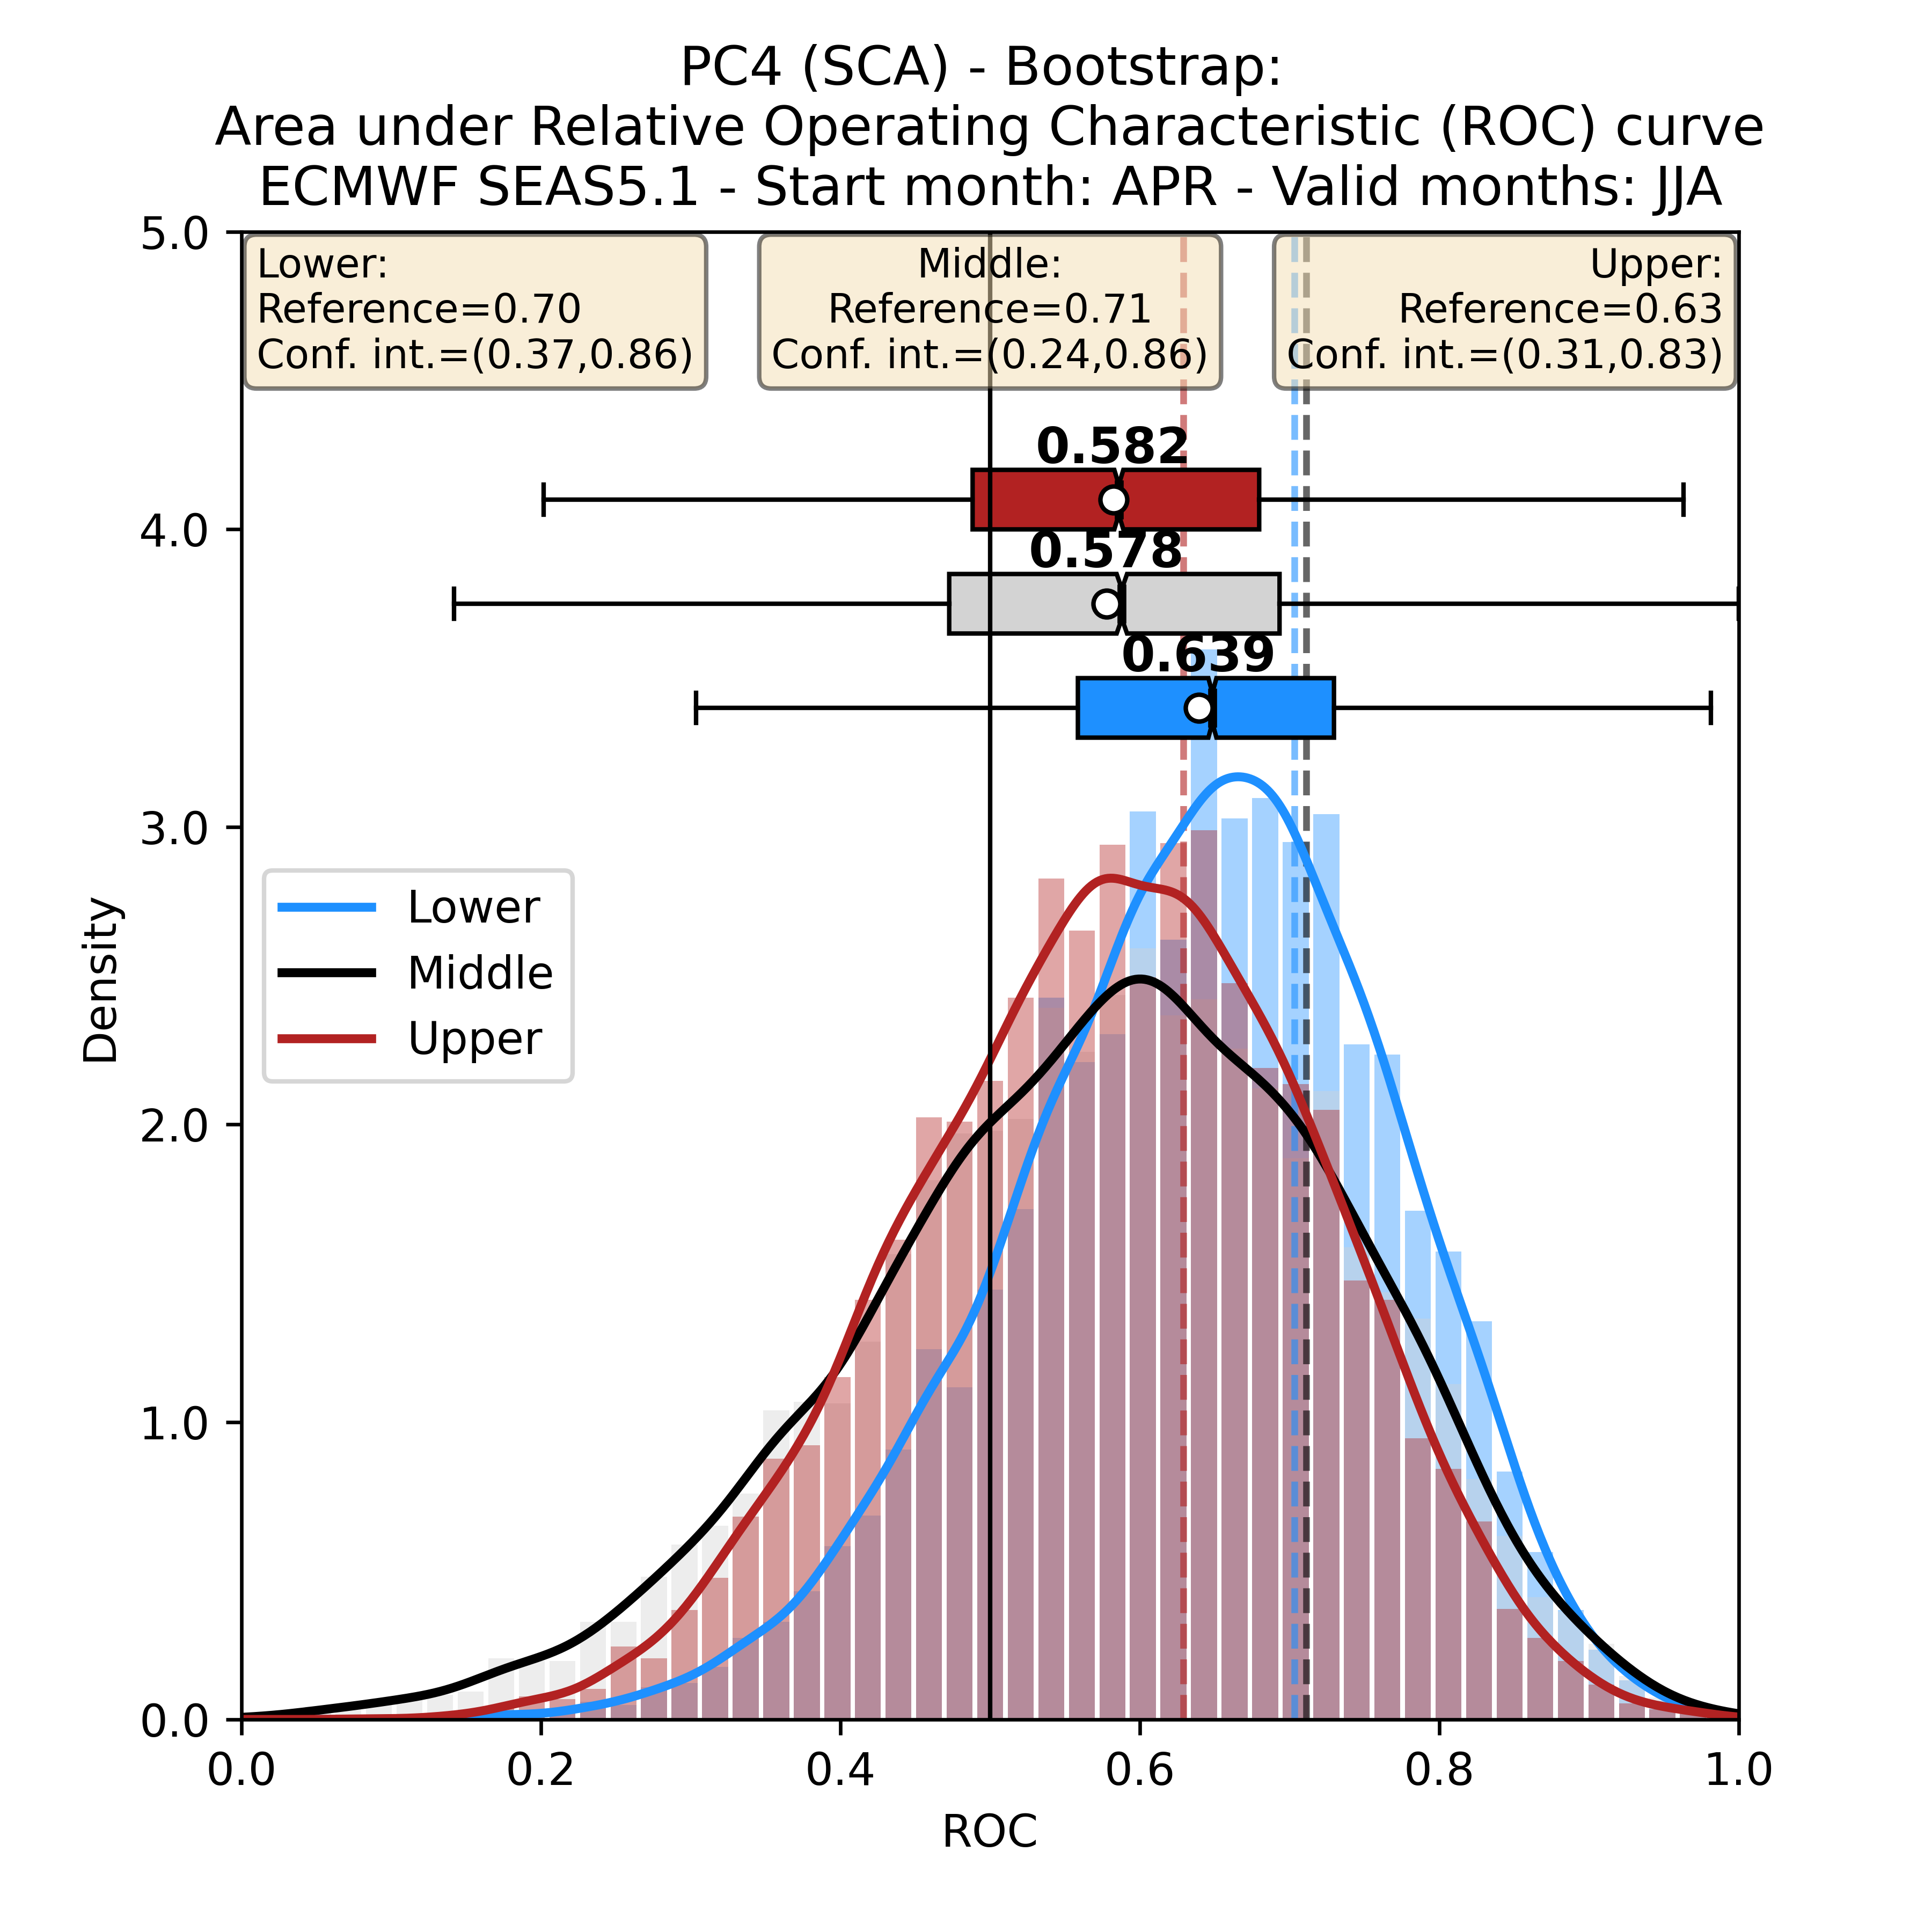 PC4 (SCA) - Bootstrap:
Area under Relative Operating Characteristic (ROC) curve
ECMWF SEAS5.1 - Start month: APR - Valid months: JJA
Lower:
Reference=0.70
Conf. int.=(0.37,0.86)
Middle:
Reference=0.71
Conf. int.=(0.24,0.86)
Upper:
Reference=0.63
Conf. int.=(0.31,0.83)
0.582
0.578
0.639
5.0
4.0
3.0
2.0
1.0
0.0
Density
Lower
Middle
Upper
0.0 0.2 0.4 0.6 0.8 1.0
ROC